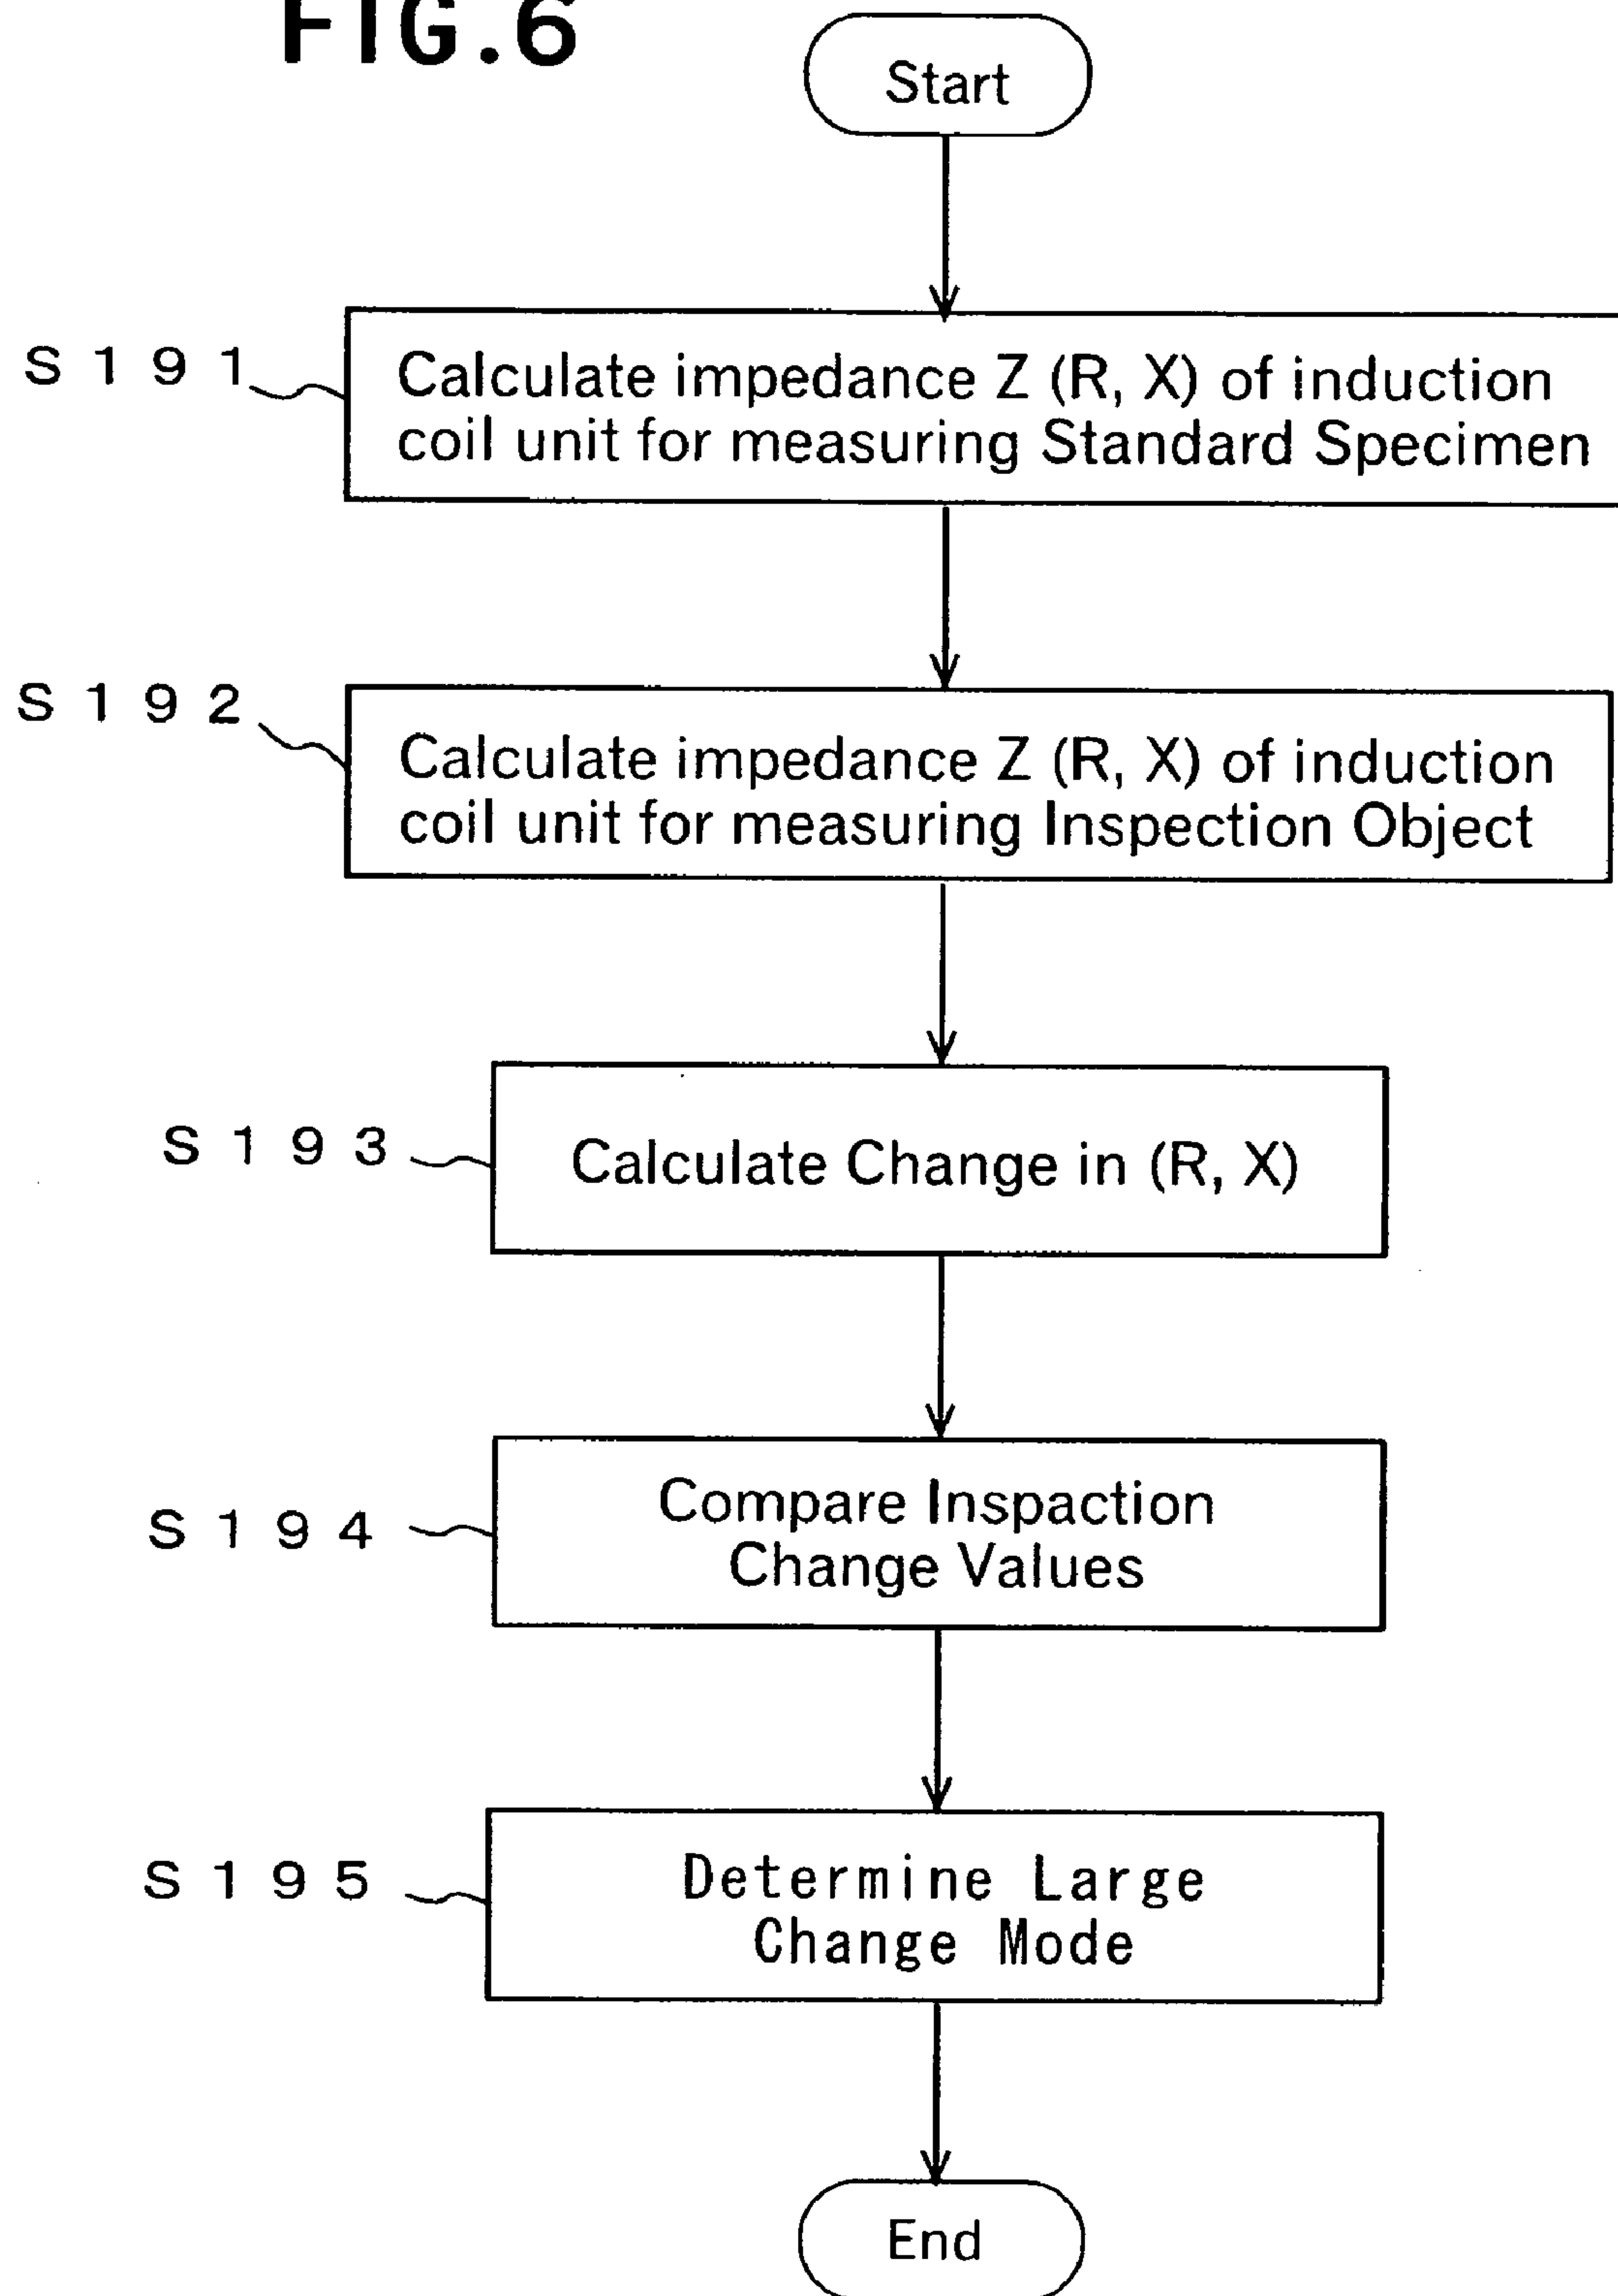 FIG.6
Start
S191
Calculate impedance Z (R, X) of induction
coil unit for measuring Standard Specimen
S192
Calculate impedance Z (R, X) of induction
coil unit for measuring Inspection Object
S193
Calculate Change in (R, X)
S194
Compare Inspaction
Change Values
S195
Determine Large
Change Mode
End